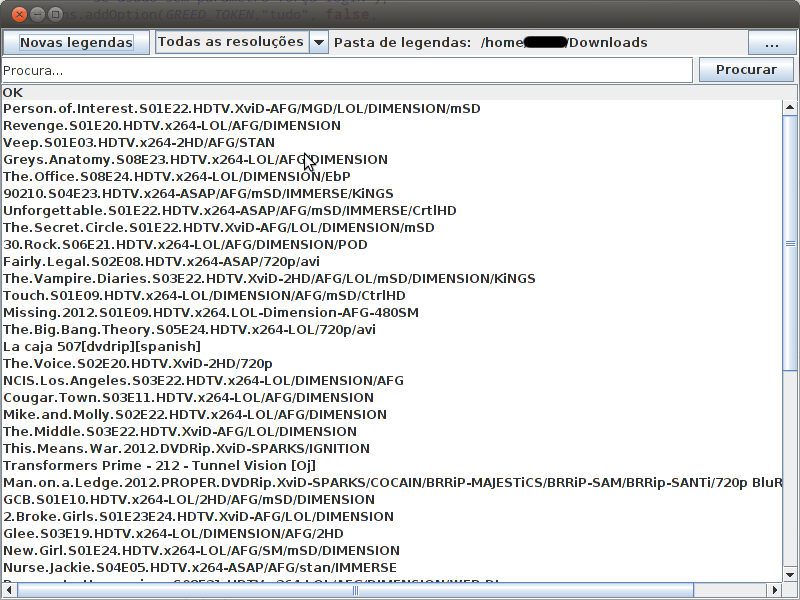 s.addOption(GREED_TOKEN,"tudo", false,
Novas legendas
Todas as resoluções
Pasta de legendas: /home /Downloads
...
Procura...
Procurar
OK
Person.of.Interest.S01E22.HDTV.XviD-AFG/MGD/LOL/DIMENSION/mSD
Revenge.S01E20.HDTV.x264-LOL/AFG/DIMENSION
Veep.S01E03.HDTV.x264-2HD/AFG/STAN
Greys.Anatomy.S08E23.HDTV.x264-LOL/AFG/DIMENSION
The.Office.S08E24.HDTV.x264-LOL/DIMENSION/EbP
90210.S04E23.HDTV.x264-ASAP/AFG/mSD/IMMERSE/KiNGS
Unforgettable.S01E22.HDTV.x264-ASAP/AFG/mSD/IMMERSE/CrtlHD
The.Secret.Circle.S01E22.HDTV.XviD-AFG/LOL/DIMENSION/mSD
30.Rock.S06E21.HDTV.x264-LOL/AFG/DIMENSION/POD
Fairly.Legal.S02E08.HDTV.x264-ASAP/720p/avi
The.Vampire.Diaries.S03E22.HDTV.XviD-2HD/AFG/LOL/mSD/DIMENSION/KiNGS
Touch.S01E09.HDTV.x264-LOL/DIMENSION/AFG/mSD/CtrlHD
Missing.2012.S01E09.HDTV.x264.LOL-Dimension-AFG-480SM
The.Big.Bang.Theory.S05E24.HDTV.x264-LOL/720p/avi
La caja 507[dvdrip][spanish]
The.Voice.S02E20.HDTV.XviD-2HD/720p
NCIS.Los.Angeles.S03E22.HDTV.x264-LOL/DIMENSION/AFG
Cougar.Town.S03E11.HDTV.x264-LOL/AFG/DIMENSION
Mike.and.Molly.S02E22.HDTV.x264-LOL/AFG/DIMENSION
The.Middle.S03E22.HDTV.XviD-AFG/LOL/DIMENSION
This.Means.War.2012.DVDRip.XviD-SPARKS/IGNITION
Transformers Prime - 212 - Tunnel Vision [Oj]
Man.on.a.Ledge.2012.PROPER.DVDRip.XviD-SPARKS/COCAIN/BRRiP-MAJESTiCS/BRRiP-SAM/BRRip-SANTi/720p BluR
GCB.S01E10.HDTV.x264-LOL/2HD/AFG/mSD/DIMENSION
2.Broke.Girls.S01E23E24.HDTV.XviD-AFG/LOL/DIMENSION
Glee.S03E19.HDTV.x264-LOL/DIMENSION/AFG/2HD
New.Girl.S01E24.HDTV.x264-LOL/AFG/SM/mSD/DIMENSION
Nurse.Jackie.S04E05.HDTV.x264-ASAP/AFG/stan/IMMERSE